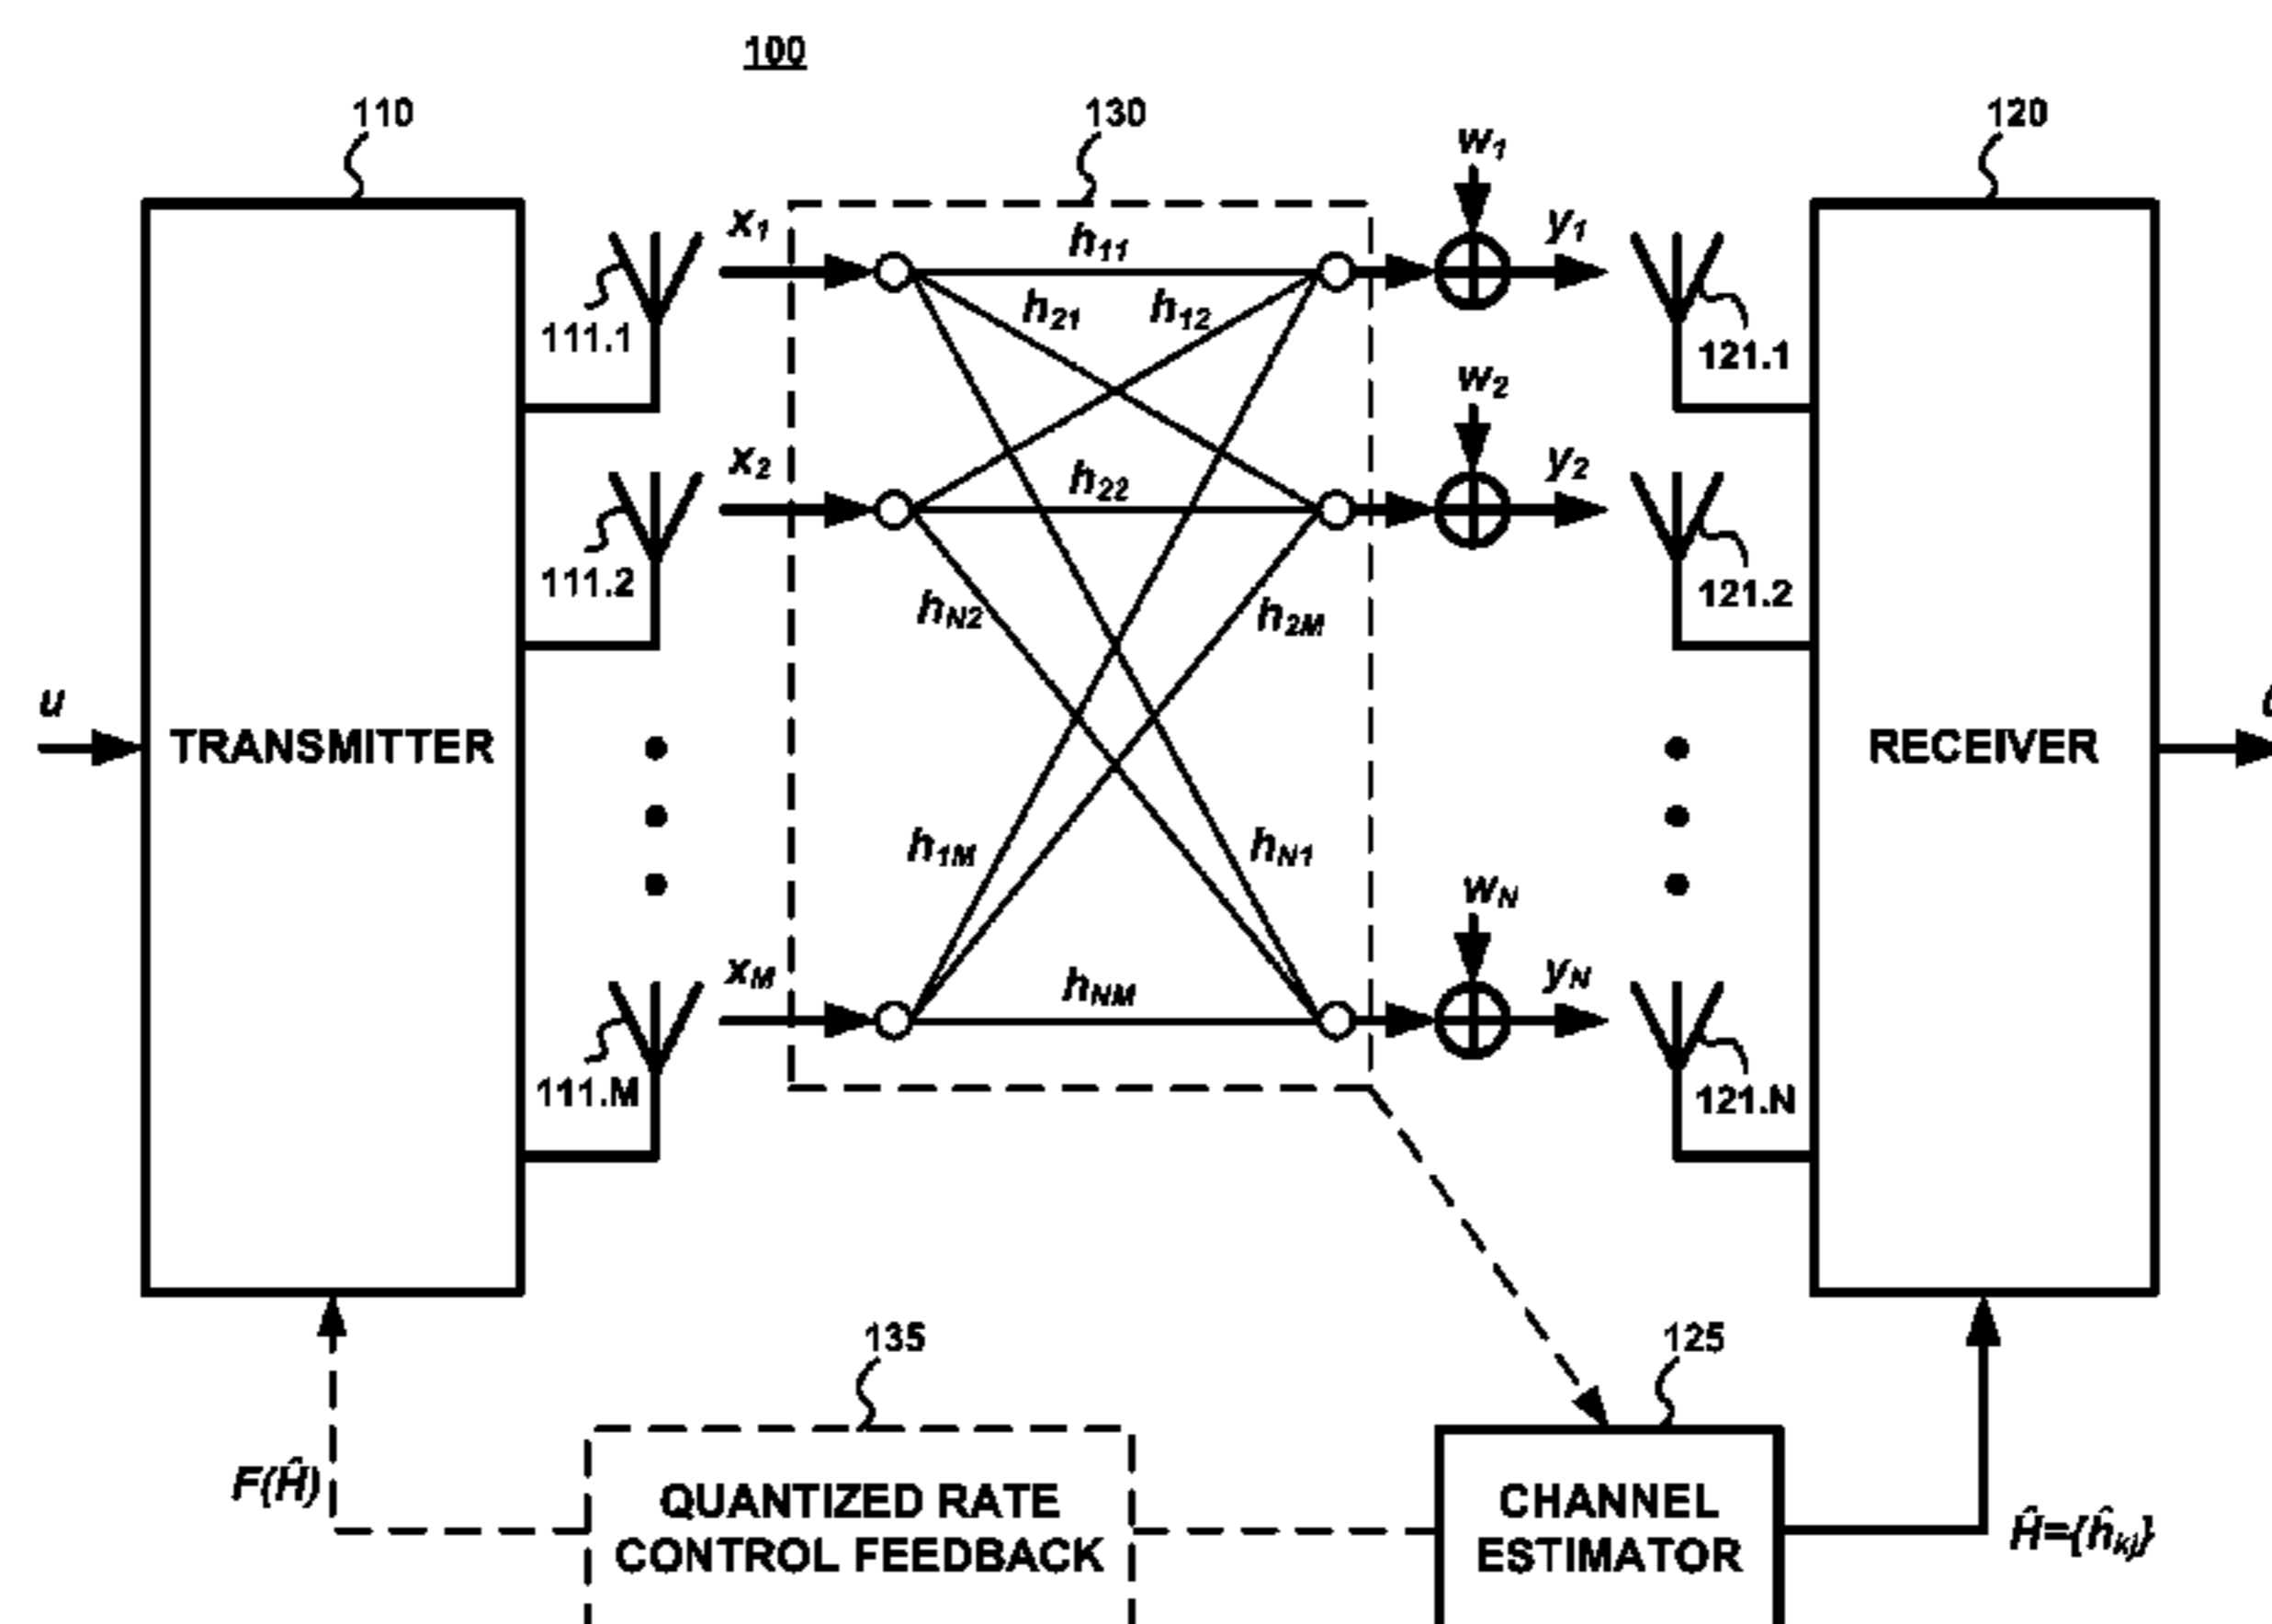 100
110
130
120
w1
x1
h11
y1
h21
h12
111.1
121.1
w2
x2
h22
y2
111.2
121.2
hN2
h2M
u
TRANSMITTER
RECEIVER
h1M
hN1
wN
xM
hNM
yN
111.M
121.N
135
125
F(Ĥ)
QUANTIZED RATE
CONTROL FEEDBACK
CHANNEL
ESTIMATOR
Ĥ={ĥkj}